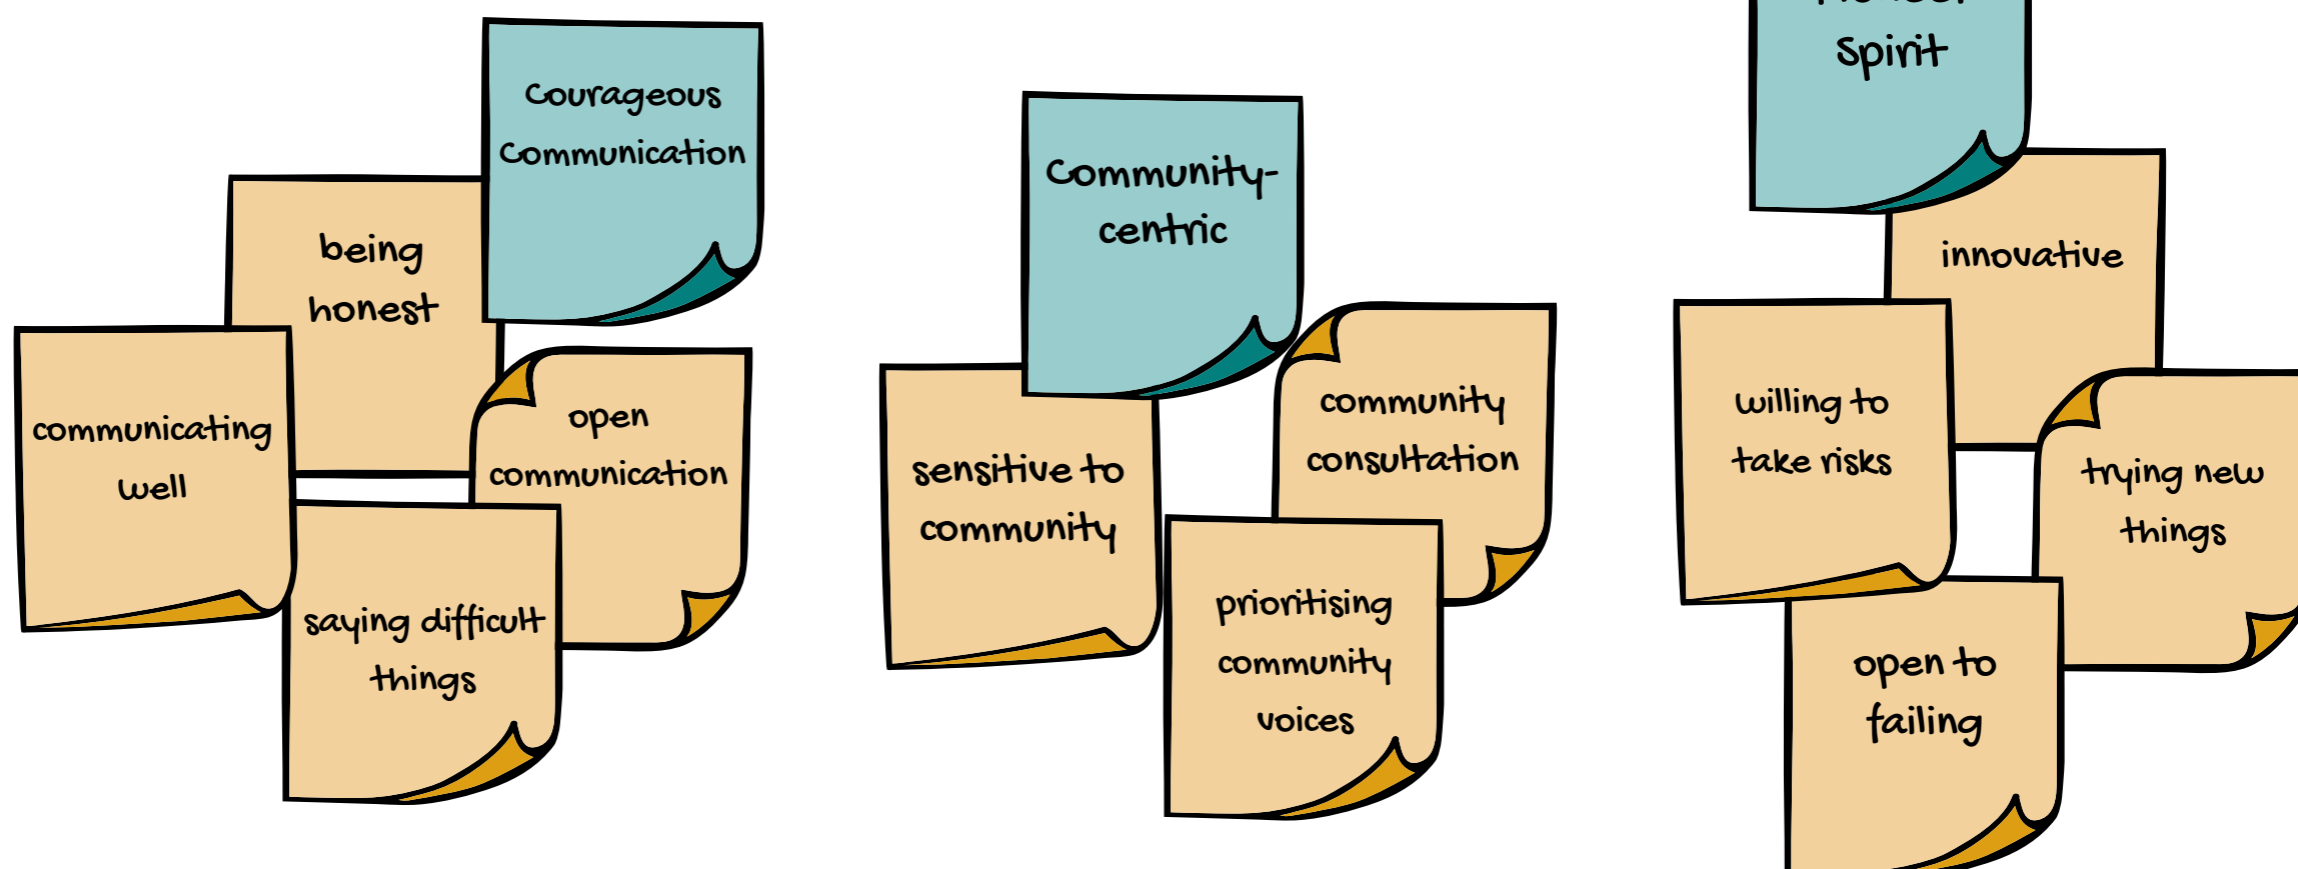 Courageous
Communication
being
honest
communicating
well
open
communication
saying difficult
things
Community-
centric
sensitive to
community
community
consultation
prioritising
community
voices
Spirit
innovative
willing to
take risks
trying new
things
open to
failing